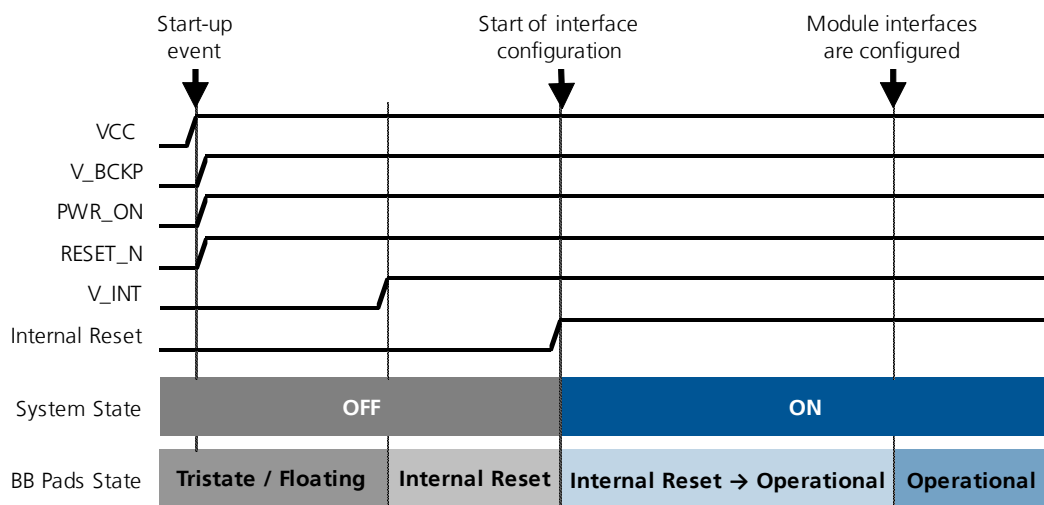 Start-up
event
Start of interface
configuration
Module interfaces
are configured
VCC
V_BCKP
PWR_ON
RESET_N
V_INT
Internal Reset
System State
OFF
ON
BB Pads State
Tristate / Floating
Internal Reset
Internal Reset → Operational
Operational